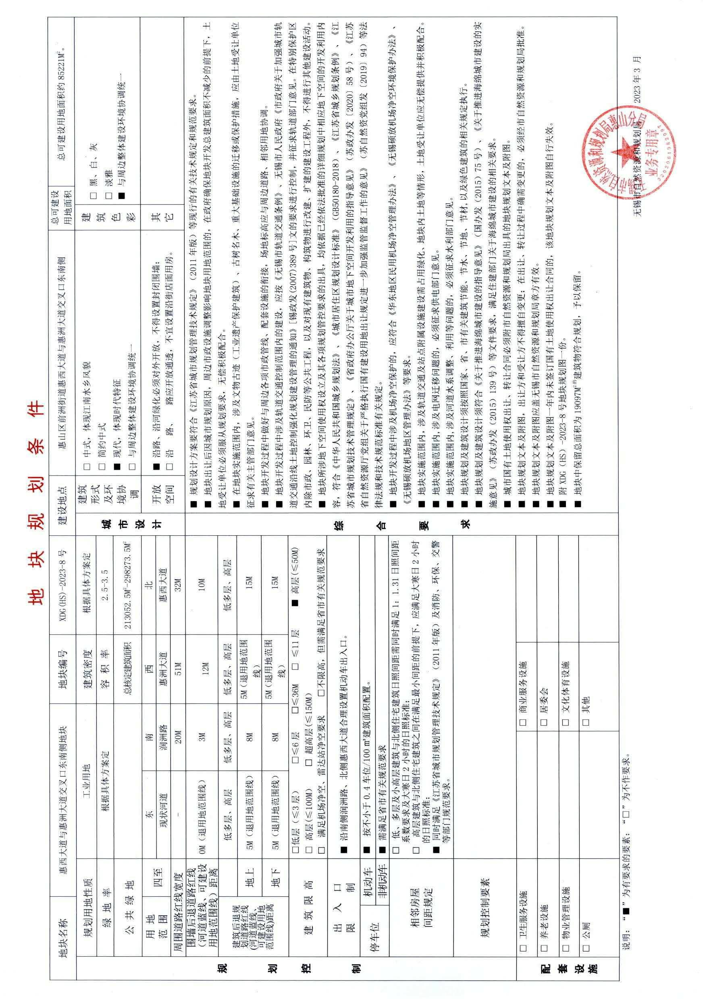 地块规划条件
地块名称 惠西大道与惠洲大道交叉口东南侧地块 地块编号 XDG(HS)-2023-8号 建设地点 惠山区前洲街道惠西大道与惠洲大道交叉口东南侧 总可建设用地面积 总可建设用地面积约85221M²。
规划控制
规划用地性质 工业用地 建筑密度 根据具体方案定
绿地率 根据具体方案定 容积率 2.5-3.5
公共绿地 总核定建筑面积 213052.5M²-298273.5M²
用地范围 四至 东 南 西 北
现状河道 润洲路 惠洲大道 惠西大道
周围道路红线宽度 - 20M 51M 32M
围墙后退道路红线（河道蓝线、可建设用地范围线）距离 0M（退用地范围线） 3M 12M 10M
建筑后退规划道路红线(河道蓝线、可建设用地范围线)距离 低多层、高层 低多层、高层 低多层、高层 低多层、高层
地上 5M（退用地范围线） 8M 5M（退用地范围线） 15M
地下 5M（退用地范围线） 8M 5M（退用地范围线） 15M
建筑限高
□低层（≤3层） □≤6层 □≤36M □ ≤11层 ■ 高层(≤50M)
□ 高层(≤100M) □ 超高层(≤150M)
□ 满足机场净空、雷达站净空要求 □不限高，但需满足省市有关规范要求
出入口限制 ■ 沿南侧润洲路、北侧惠西大道合理设置机动车出入口。
停车位 机动车 ■ 按不小于0.4车位/100㎡建筑面积配置。
非机动车 ■ 需满足省市有关规范要求
相邻房屋间距规定
□ 低、多层及小高层建筑与北侧住宅建筑日照间距需同时满足1：1.31日照间距
系数要求及大寒日2小时的日照标准；
□ 高层建筑与北侧住宅建筑之间在满足最小间距的前提下，应满足大寒日2小时
的日照标准；
■ 同时满足《江苏省城市规划管理技术规定》（2011年版）及消防、环保、交警
等部门规范要求。
规划控制要素
配套设施
□ 卫生服务设施 □ 商业服务设施
□ 养老设施 □ 居委会
□ 物业管理设施 □ 文化体育设施
□ 公厕 □ 其他
城市设计
建筑形式及环境协调
□ 中式，体现江南水乡风貌
□ 简约中式
■ 现代，体现时代特征
□ 与周边整体建设环境协调统一
建筑色彩
□ 黑、白、灰
□ 淡雅
■ 与周边整体建设环境协调统一
开放空间
■ 沿路、沿河绿化必须对外开放，不得设置封闭围墙；
□ 沿 路、 路应开放通透，不宜设置沿街店面用房。
其它
综合要求
■ 规划设计方案要符合《江苏省城市规划管理技术规定》（2011年版）等现行的有关技术规定和规范要求。
■ 地块出让后因城市规划原因，周边市政设施调整影响地块用地范围的，在政府确保地块开发总建筑面积不减少的前提下，土
地受让单位必须服从规划要求，无偿积极配合。
■ 在地块实施范围内，涉及文物古迹（工业遗产保护建筑）、古树名木、重大基础设施的迁移或保护措施，应由土地受让单位
征求有关主管部门意见。
■ 地块开发过程中做好与周边各项市政管线、配套设施的衔接，场地标高应与周边道路、相邻用地协调。
■ 地块开发过程中涉及轨道交通控制范围内的建设，应按《无锡市轨道交通条例》、无锡市人民政府《市政府关于加强城市轨
道交通沿线土地控制强化规划建设管理的通知》[锡政发(2007)389号]文的要求进行控制，并征求轨道部门意见。在特别保护区
内除市政、园林、环卫、民防等公共工程，以及对现有建筑物、构筑物进行改建、扩建的建设工程外，不得进行其他建设活动。
■ 地块所涉地下空间使用权设立及其各项规划管控要求的出具，均依据已经依法批准的详细规划中相应地下空间的开发利用内
容，符合《中华人民共和国城乡规划法》、《城市居住区规划设计标准》（GB50180-2018）、《江苏省城乡规划条例》、《江
苏省城市规划技术管理规定》、《省政府办公厅关于城市地下空间开发利用的指导意见》（苏政办发〔2020〕58号）、《江苏
省自然资源厅党组关于严格执行国有建设用地出让规定进一步加强监管监督工作的意见》（苏自然资党组发〔2019〕94）等法
律法规和技术规范标准有关规定。
■ 地块开发过程中涉及机场净空保护的，应符合《华东地区民用机场净空管理办法》、《无锡硕放机场净空环境保护办法》、
《无锡硕放机场地区管理办法》等要求。
■ 地块实施范围内，涉及轨道交通及站点附属设施建设需占用绿化、地块内土地等情形，土地受让单位应无偿提供并积极配合。
■ 地块实施范围内,涉及电网迁移问题的，必须征求供电部门意见。
■ 地块实施范围内,涉及河道水系调整、利用等问题的，必须征求水利部门意见。
■ 地块规划及建筑设计须按照国家、省、市有关建筑节能、节水、节地、节材,以及绿色建筑的相关规定执行。
■ 地块规划及建筑设计须符合《关于推进海绵城市建设的指导意见》（国办发（2015）75号）、《关于推进海绵城市建设的实
施意见》（苏政办发（2015）139号）等文件要求，满足住建部门关于海绵城市建设的相关要求。
■ 城市国有土地使用权出让、转让合同必须附市自然资源和规划局出具的地块规划文本及附图。
■ 地块规划文本及附图，出让方和受让方不得擅自变更；在出让、转让过程中确需变更的，必须经市自然资源和规划局批准。
■ 地块规划文本及附图应盖无锡市自然资源和规划局章方有效。
■ 地块规划文本及附图一年内未签订国有土地使用权出让合同的，该地块规划文本及附图自行失效。
■ 附XDG（HS）-2023-8号地块规划图一份。
■ 地块中保留总面积为19097M²的建筑物符合规划，予以保留。
说明：“■”为有要求的要素；“□”为不作要求。
无锡市自然资源和规划局 2023年3月
无锡市自然资源和规划局惠山分局
业务专用章